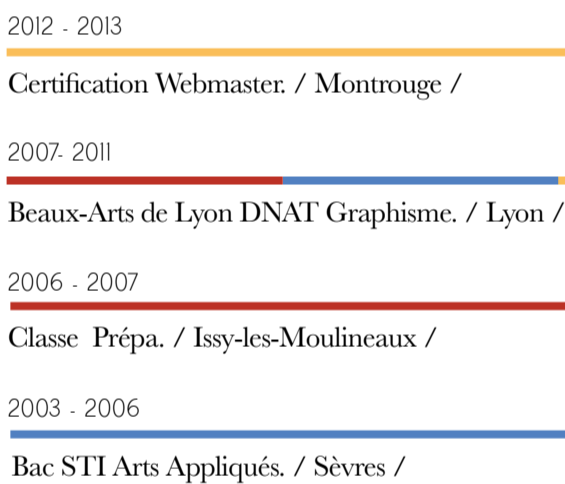 2012 - 2013
Certification Webmaster. / Montrouge /
2007- 2011
Beaux-Arts de Lyon DNAT Graphisme. / Lyon /
2006 - 2007
Classe Prépa. / Issy-les-Moulineaux /
2003 - 2006
Bac STI Arts Appliqués. / Sèvres /